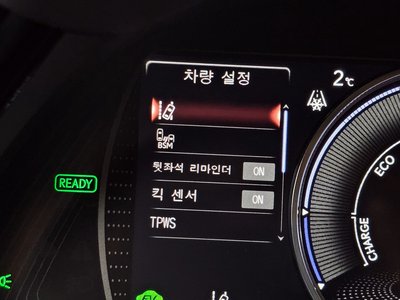 차량 설정
2℃
BSM
뒷좌석 리마인더 ON
READY
킥 센서 ON
TPWS
ECO
CHARGE
EV